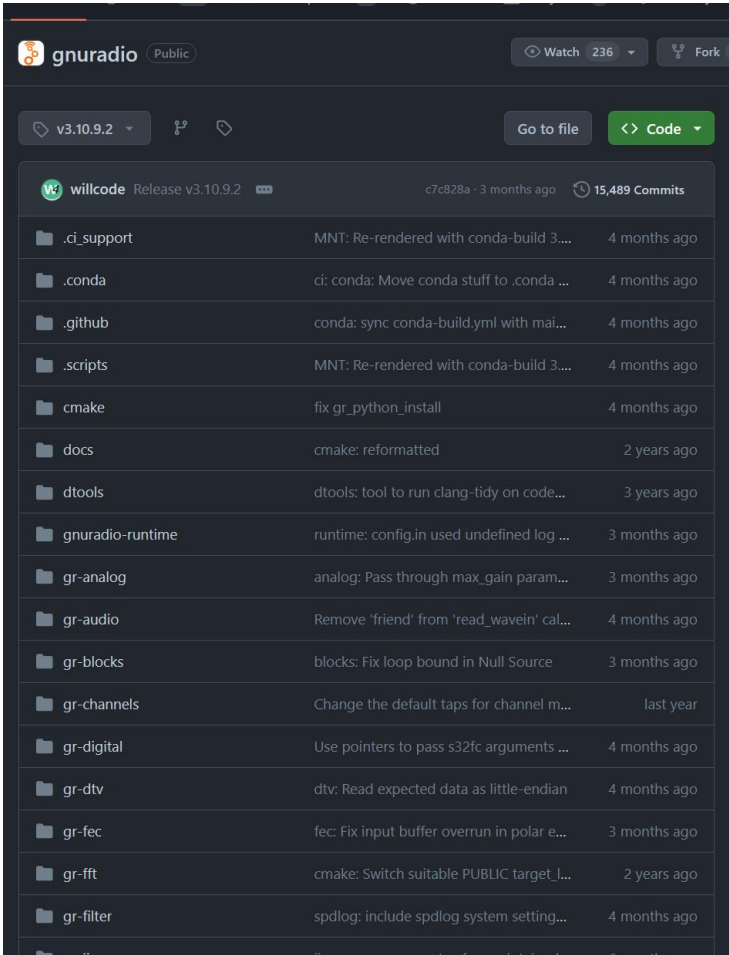 gnuradio Public Watch 236 Fork
v3.10.9.2 Go to file <> Code
willcode Release v3.10.9.2 c7c828a · 3 months ago 15,489 Commits
.ci_support MNT: Re-rendered with conda-build 3.... 4 months ago
.conda ci: conda: Move conda stuff to .conda ... 4 months ago
.github conda: sync conda-build.yml with mai... 4 months ago
.scripts MNT: Re-rendered with conda-build 3.... 4 months ago
cmake fix gr_python_install 4 months ago
docs cmake: reformatted 2 years ago
dtools dtools: tool to run clang-tidy on code... 3 years ago
gnuradio-runtime runtime: config.in used undefined log ... 3 months ago
gr-analog analog: Pass through max_gain param... 3 months ago
gr-audio Remove 'friend' from 'read_wavein' cal... 4 months ago
gr-blocks blocks: Fix loop bound in Null Source 3 months ago
gr-channels Change the default taps for channel m... last year
gr-digital Use pointers to pass s32fc arguments ... 4 months ago
gr-dtv dtv: Read expected data as little-endian 4 months ago
gr-fec fec: Fix input buffer overrun in polar e... 3 months ago
gr-fft cmake: Switch suitable PUBLIC target_l... 2 years ago
gr-filter spdlog: include spdlog system setting... 4 months ago